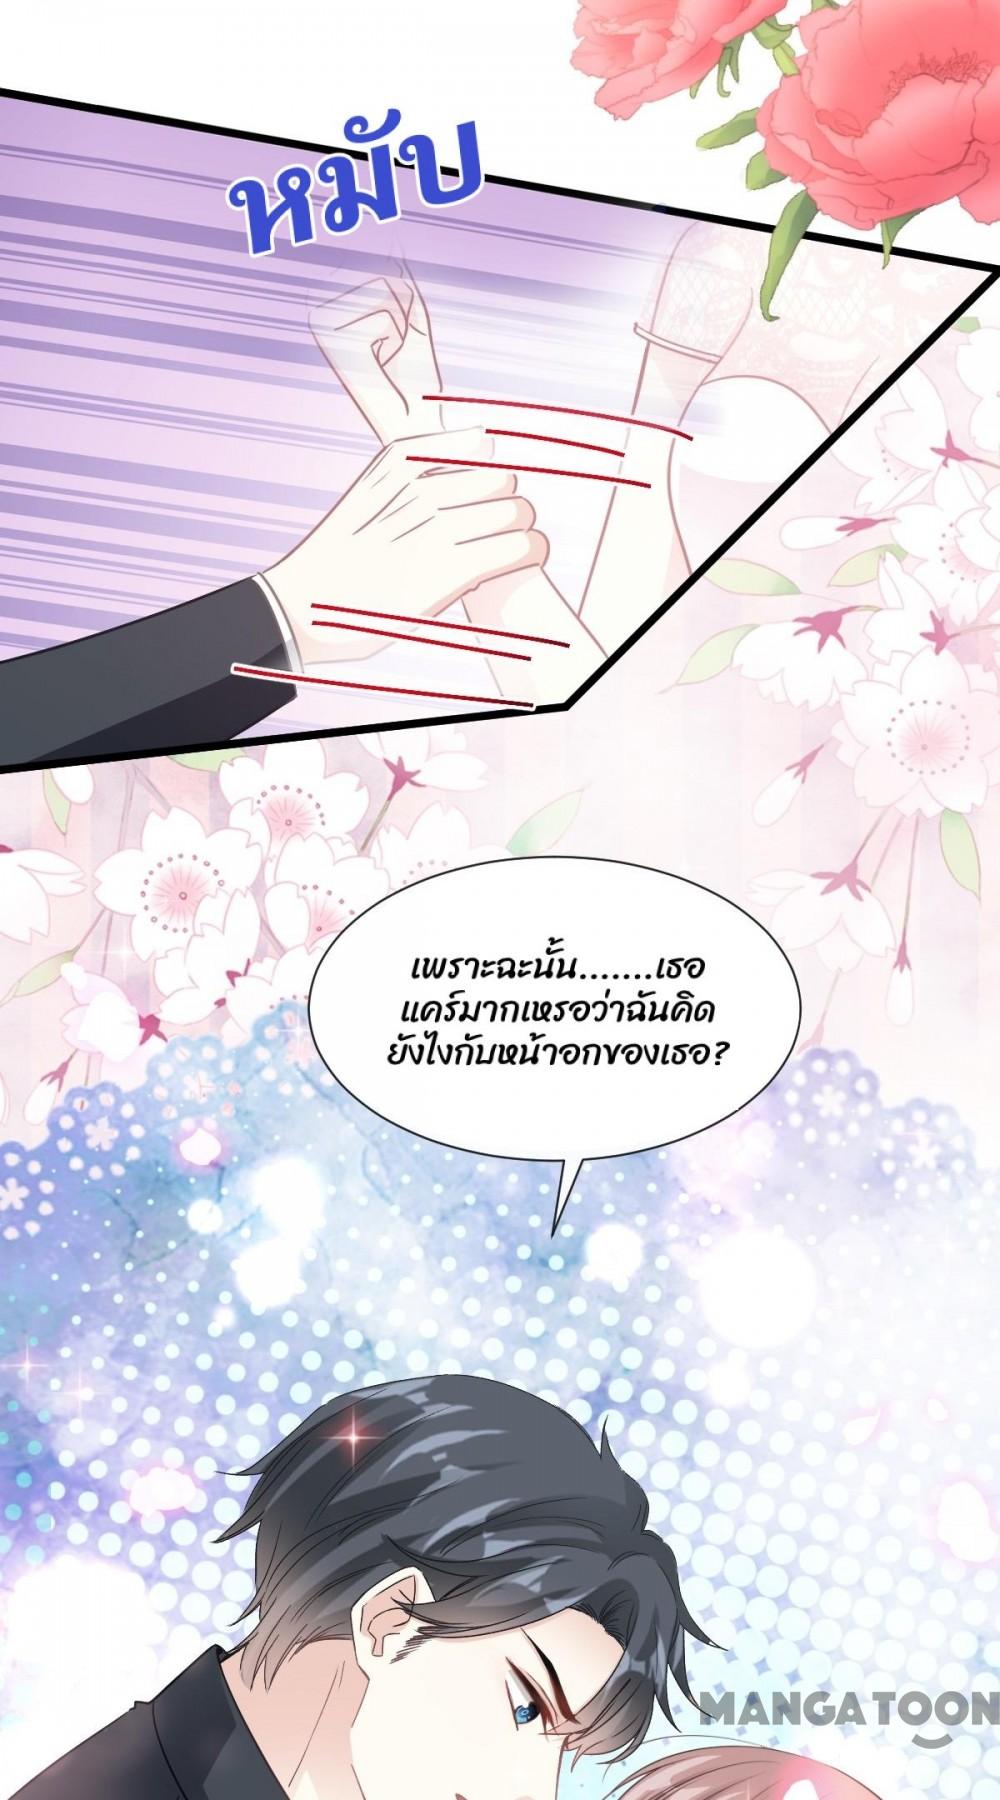 หมับ
เพราะฉะนั้น.......เธอ
แคร์มากเหรอว่าฉันคิด
ยังไงกับหน้าอกของเธอ?
MANGATOON